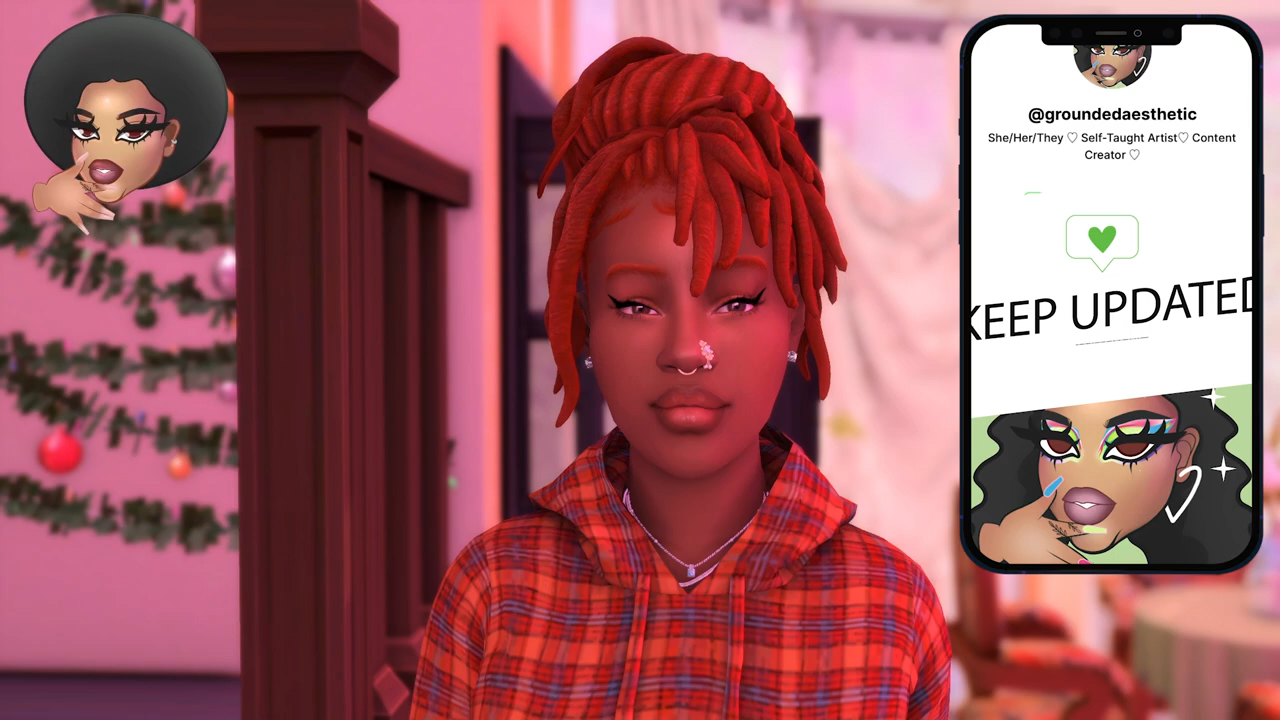 @groundedaesthetic
She/Her/They ♡ Self-Taught Artist♡ Content
Creator ♡
KEEP UPDATED